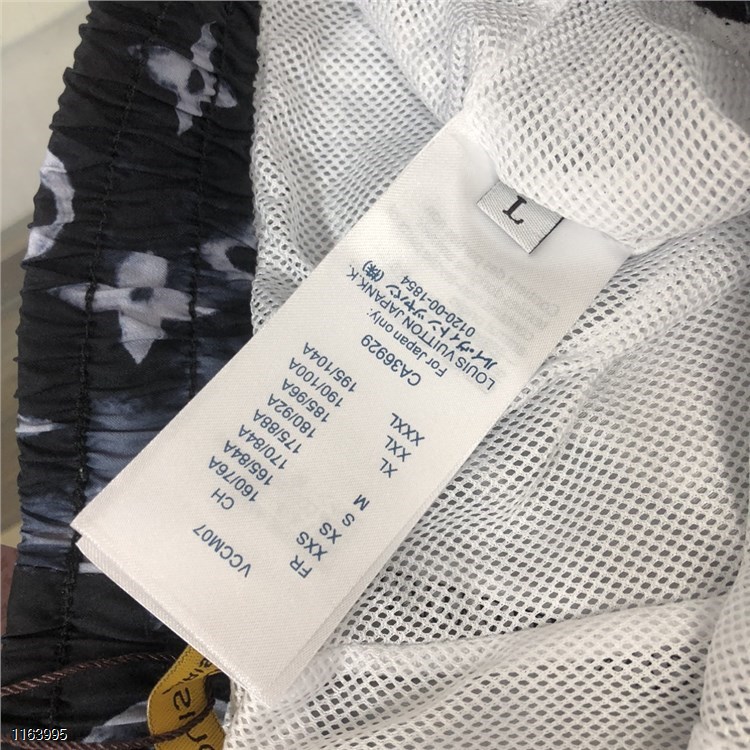 L
VCCM07
FR CH
XXS 160/76A
XS 165/84A
S 170/84A
M 175/88A
180/92A
XL 185/96A
XXL 190/100A
XXXL 195/104A
CA36929
For Japan only:
LOUIS VUITTON JAPANK.K.
ルイ・ヴィトン ジャパン (株)
0120-00-1854
1163995